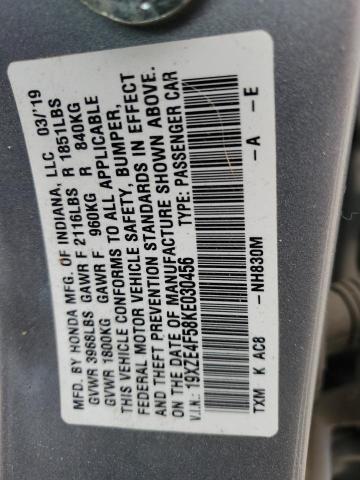 MFD. BY HONDA MFG. OF INDIANA, LLC 03/'19
GVWR 3968LBS GAWR F 2116LBS R 1851LBS
GVWR 1800KG GAWR F 960KG R 840KG
THIS VEHICLE CONFORMS TO ALL APPLICABLE
FEDERAL MOTOR VEHICLE SAFETY, BUMPER,
AND THEFT PREVENTION STANDARDS IN EFFECT
ON THE DATE OF MANUFACTURE SHOWN ABOVE.
V.I.N.: 19XZE4F58KE030456 TYPE: PASSENGER CAR
TXM K AC8 -NH830M -A -E